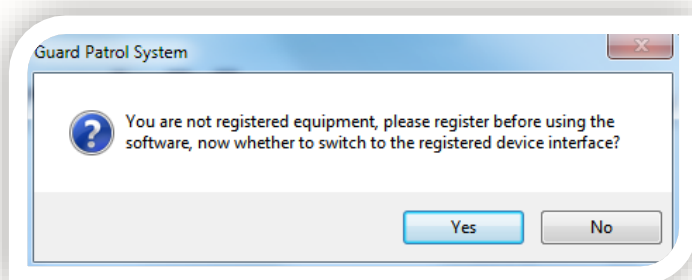 Guard Patrol System
You are not registered equipment, please register before using the
software, now whether to switch to the registered device interface?
Yes
No